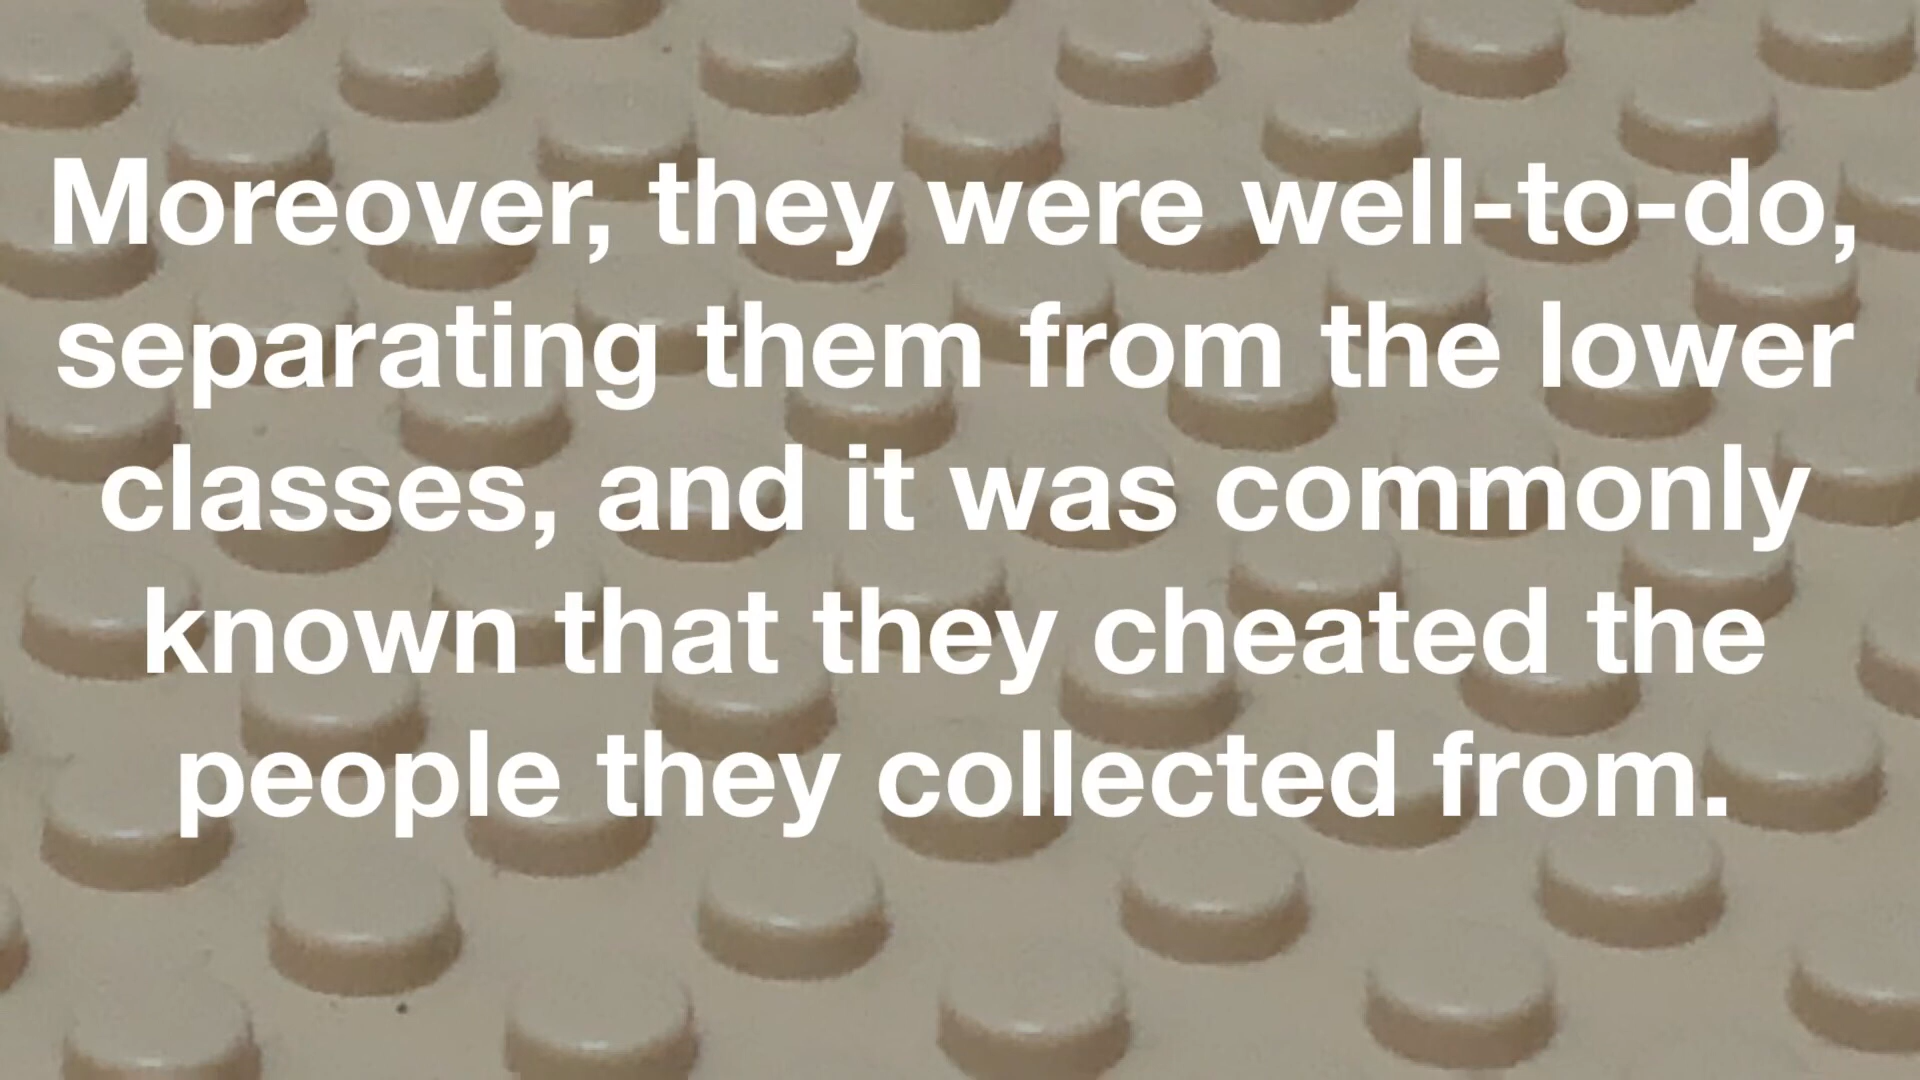 Moreover, they were well-to-do,
separating them from the lower
classes, and it was commonly
known that they cheated the
people they collected from.